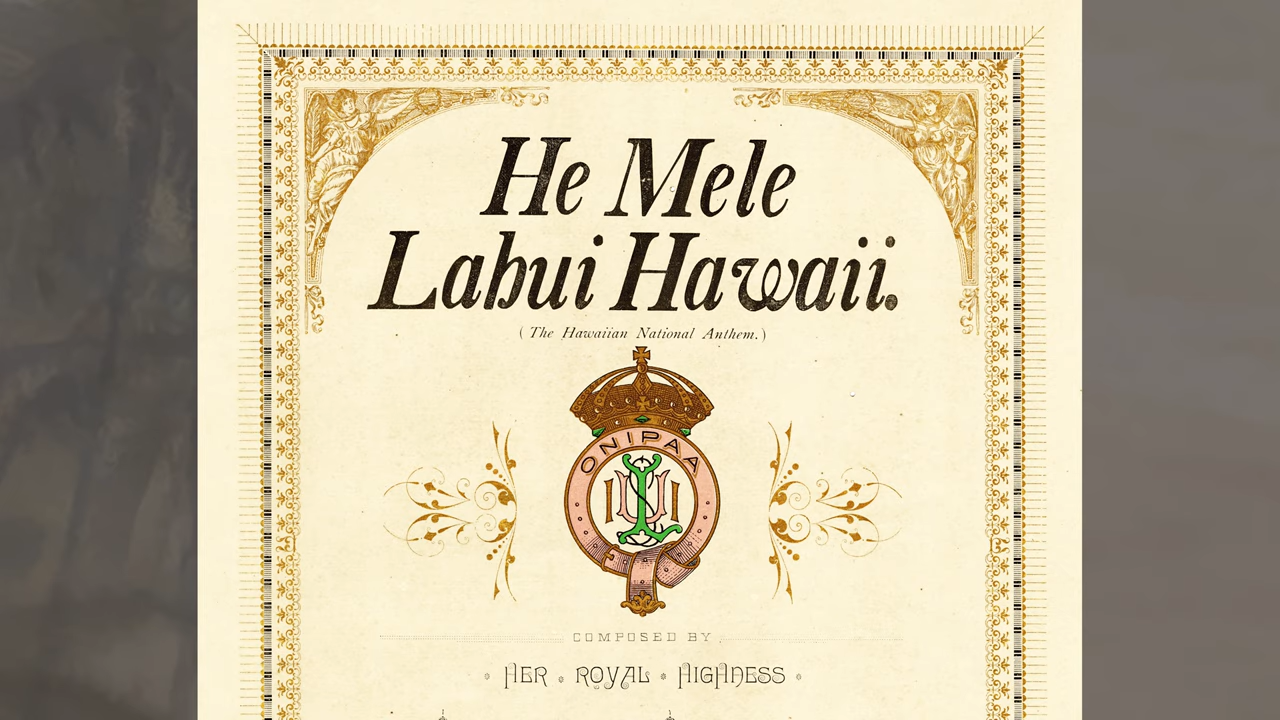 He Mele
Lahui Hawaii.
( The Hawaiian National Anthem.)
ONIPAA
COMPOSED BY
HER ROYAL HIGHNESS